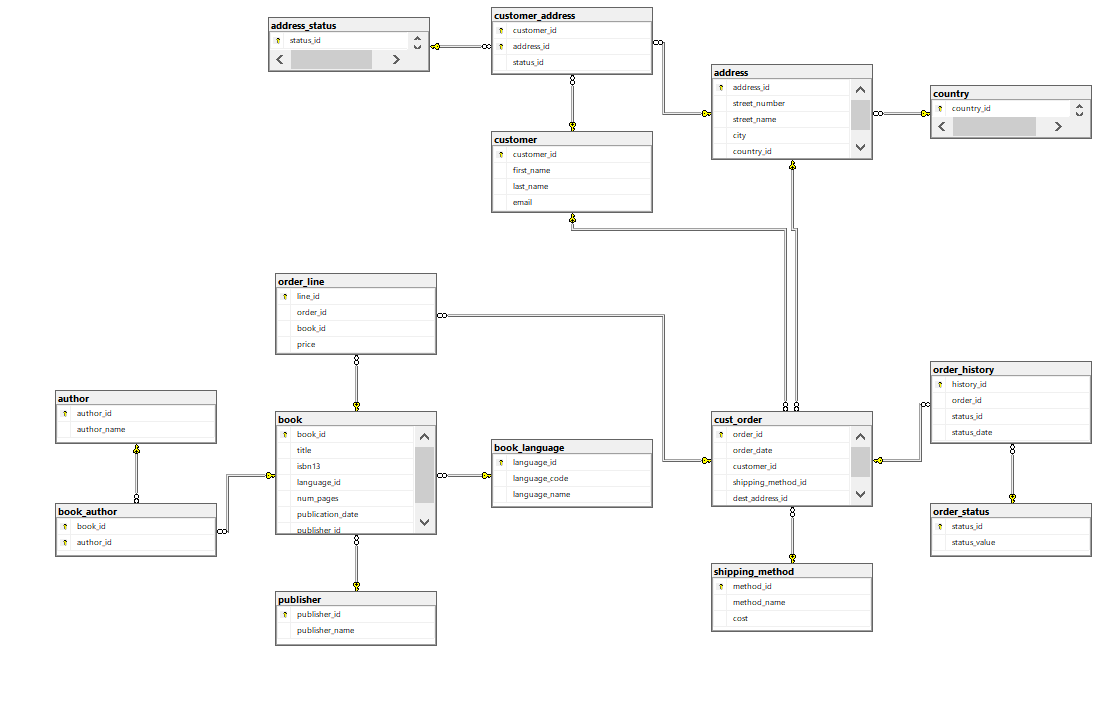 address_status
status_id
customer_address
customer_id
address_id
status_id
address
address_id
street_number
street_name
city
country_id
country
country_id
customer
customer_id
first_name
last_name
email
order_line
line_id
order_id
book_id
price
author
author_id
author_name
book
book_id
title
isbn13
language_id
num_pages
publication_date
publisher_id
book_language
language_id
language_code
language_name
cust_order
order_id
order_date
customer_id
shipping_method_id
dest_address_id
order_history
history_id
order_id
status_id
status_date
book_author
book_id
author_id
order_status
status_id
status_value
publisher
publisher_id
publisher_name
shipping_method
method_id
method_name
cost